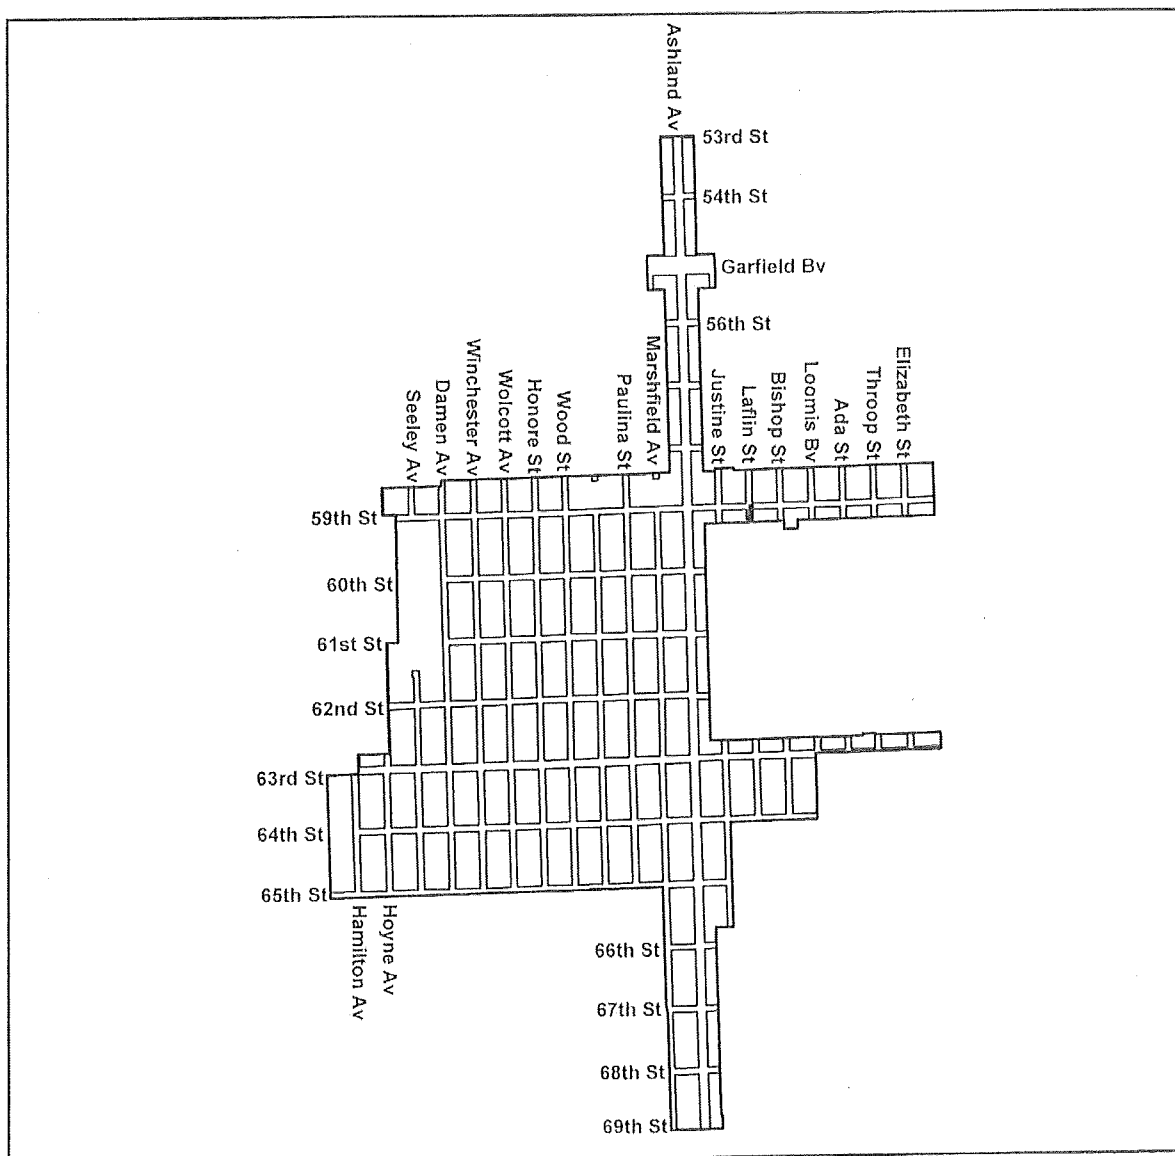 Ashland Av
53rd St
54th St
Garfield Bv
56th St
Seeley Av
Damen Av
Winchester Av
Wolcott Av
Honore St
Wood St
Paulina St
Marshfield Av
Justine St
Laflin St
Bishop St
Loomis Bv
Ada St
Throop St
Elizabeth St
59th St
60th St
61st St
62nd St
63rd St
64th St
65th St
Hamilton Av
Hoyne Av
66th St
67th St
68th St
69th St